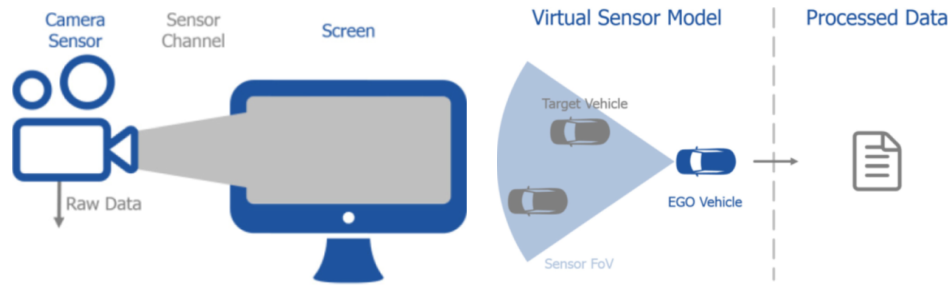 Camera
Sensor
Sensor
Channel
Screen
Raw Data
Virtual Sensor Model
Processed Data
Target Vehicle
EGO Vehicle
Sensor FoV